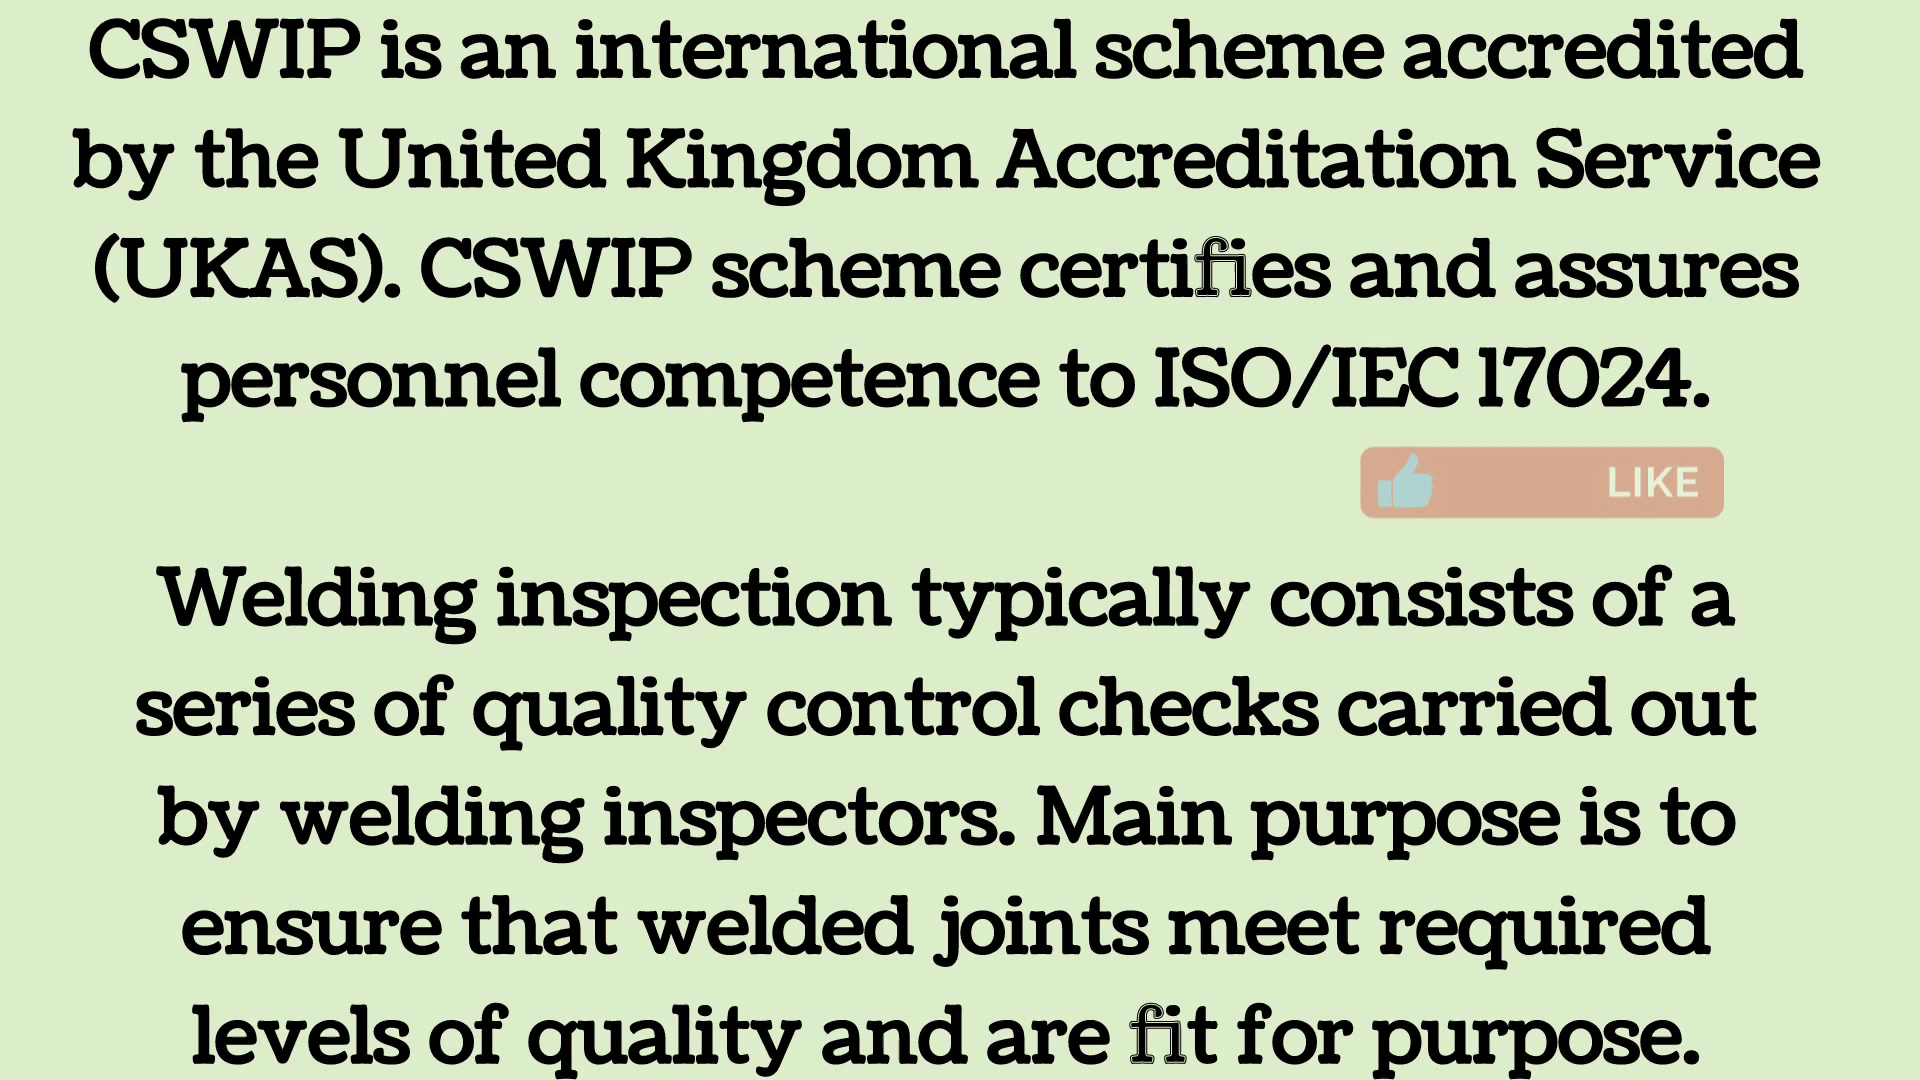 CSWIP is an international scheme accredited
by the United Kingdom Accreditation Service
(UKAS). CSWIP scheme certifies and assures
personnel competence to ISO/IEC 17024.
LIKE
Welding inspection typically consists of a
series of quality control checks carried out
by welding inspectors. Main purpose is to
ensure that welded joints meet required
levels of quality and are fit for purpose.